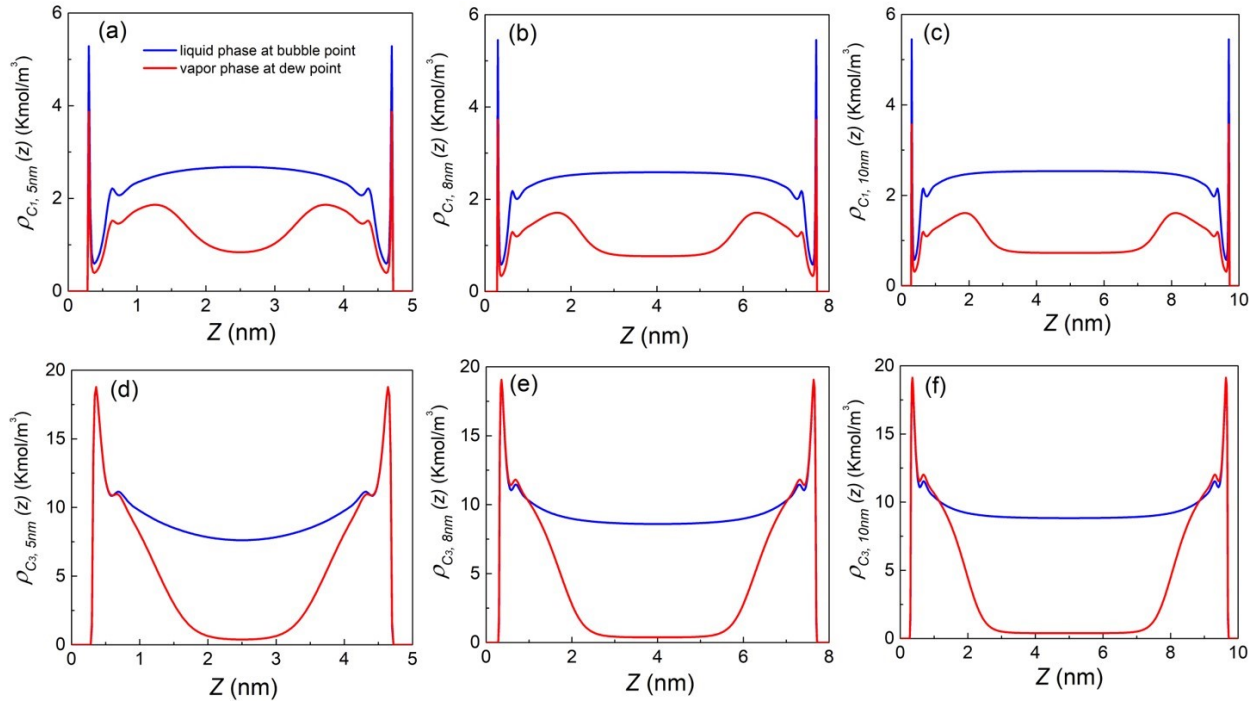 (a)
liquid phase at bubble point
vapor phase at dew point
ρC₁, 5nm (z) (Kmol/m³)
6
4
2
0
0 1 2 3 4 5
Z (nm)
(b)
ρC₁, 8nm (z) (Kmol/m³)
6
4
2
0
0 2 4 6 8
Z (nm)
(c)
ρC₁, 10nm (z) (Kmol/m³)
6
4
2
0
0 2 4 6 8 10
Z (nm)
(d)
ρC₃, 5nm (z) (Kmol/m³)
20
15
10
5
0
0 1 2 3 4 5
Z (nm)
(e)
ρC₃, 8nm (z) (Kmol/m³)
20
15
10
5
0
0 2 4 6 8
Z (nm)
(f)
ρC₃, 10nm (z) (Kmol/m³)
20
15
10
5
0
0 2 4 6 8 10
Z (nm)